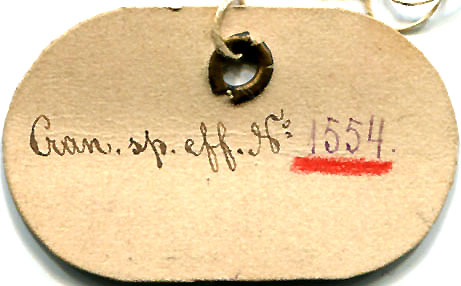 Cran. sp. eff. Nº 1554.